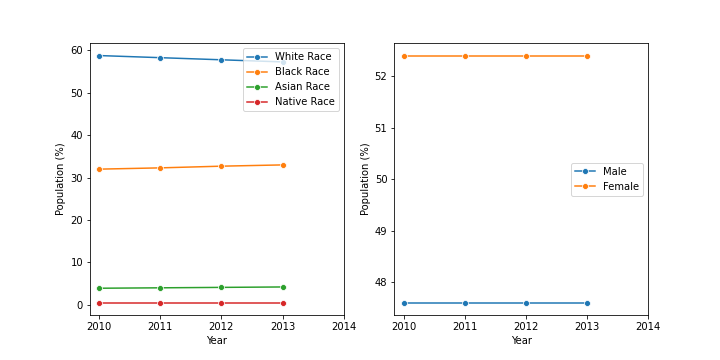 60
50
40
30
20
10
0
Population (%)
2010 2011 2012 2013 2014
Year
White Race
Black Race
Asian Race
Native Race
52
51
50
49
48
Population (%)
2010 2011 2012 2013 2014
Year
Male
Female